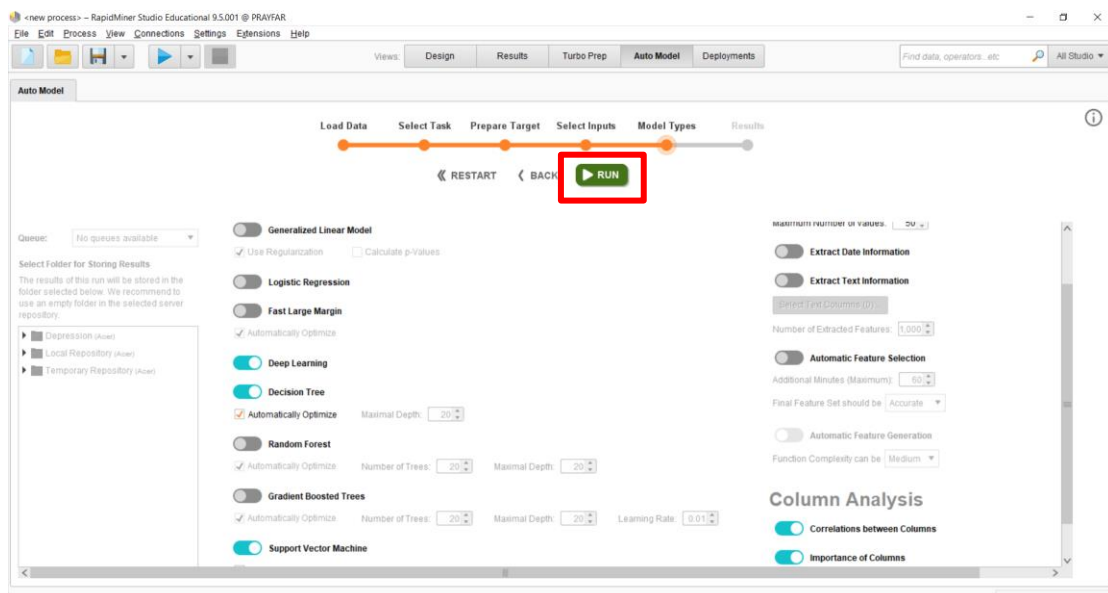 <new process> – RapidMiner Studio Educational 9.5.001 @ PRAYFAR
File Edit Process View Connections Settings Extensions Help
Views: Design Results Turbo Prep Auto Model Deployments
Find data, operators...etc
All Studio
Auto Model
Load Data Select Task Prepare Target Select Inputs Model Types Results
RESTART BACK RUN
Queue: No queues available
Select Folder for Storing Results
The results of this run will be stored in the
folder selected below. We recommend to
use an empty folder in the selected server
repository.
Depression (Acer)
Local Repository (Acer)
Temporary Repository (Acer)
Generalized Linear Model
Use Regularization Calculate p-Values
Logistic Regression
Fast Large Margin
Automatically Optimize
Deep Learning
Decision Tree
Automatically Optimize Maximal Depth: 20
Random Forest
Automatically Optimize Number of Trees: 20 Maximal Depth: 20
Gradient Boosted Trees
Automatically Optimize Number of Trees: 20 Maximal Depth: 20 Learning Rate: 0.01
Support Vector Machine
Maximum Number of Values: 50
Extract Date Information
Extract Text Information
Select Text Columns (0)...
Number of Extracted Features: 1,000
Automatic Feature Selection
Additional Minutes (Maximum): 60
Final Feature Set should be Accurate
Automatic Feature Generation
Function Complexity can be Medium
Column Analysis
Correlations between Columns
Importance of Columns